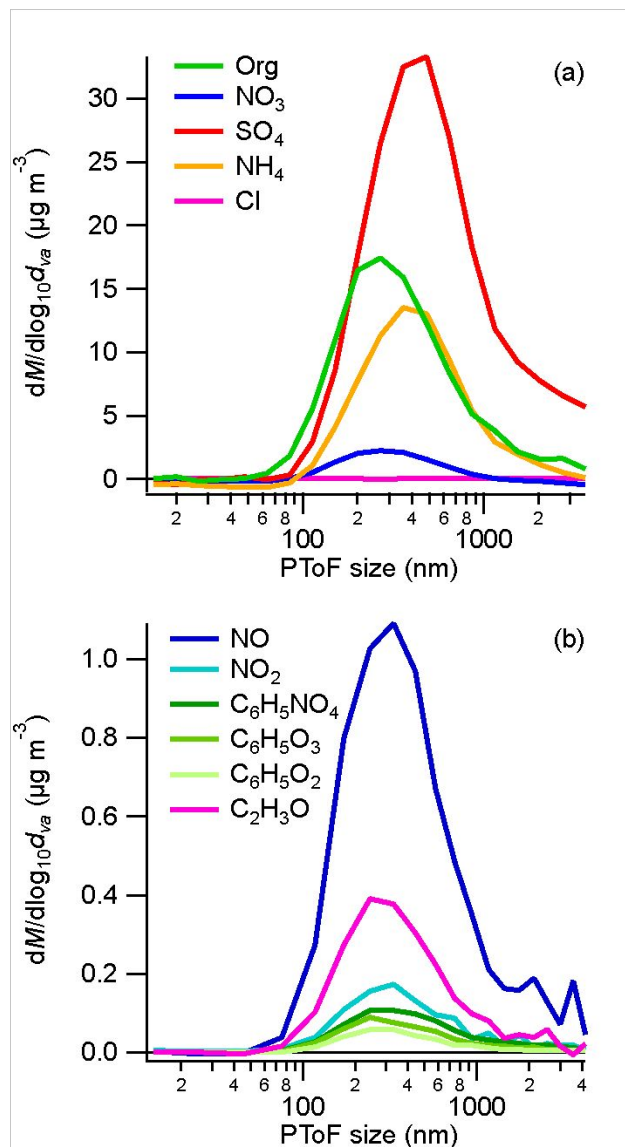 (a)
Org
NO₃
SO₄
NH₄
Cl
dM/dlog₁₀dᵥₐ (µg m⁻³)
30
25
20
15
10
5
0
2 4 6 8 100 2 4 6 8 1000 2
PToF size (nm)
(b)
NO
NO₂
C₆H₅NO₄
C₆H₅O₃
C₆H₅O₂
C₂H₃O
dM/dlog₁₀dᵥₐ (µg m⁻³)
1.0
0.8
0.6
0.4
0.2
0.0
2 4 6 8 100 2 4 6 8 1000 2 4
PToF size (nm)